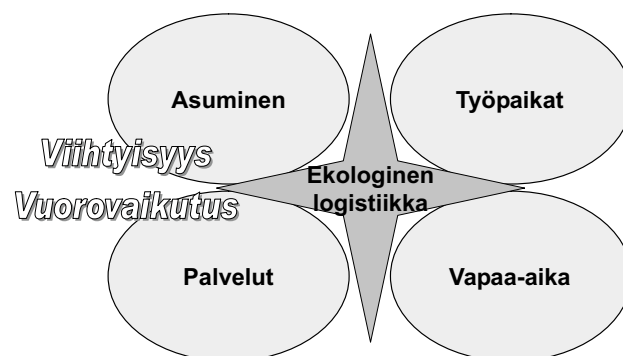 Asuminen
Työpaikat
Viihtyisyys
Ekologinen
logistiikka
Vuorovaikutus
Palvelut
Vapaa-aika